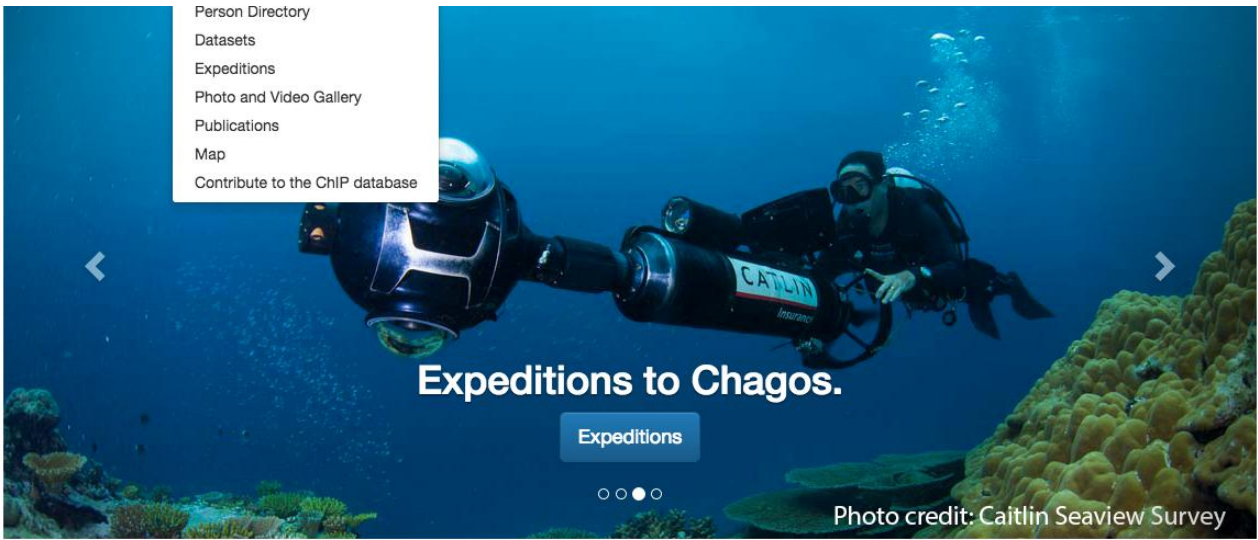 Person Directory
Datasets
Expeditions
Photo and Video Gallery
Publications
Map
Contribute to the ChIP database
CATLIN
Insurance
Expeditions to Chagos.
Expeditions
Photo credit: Caitlin Seaview Survey